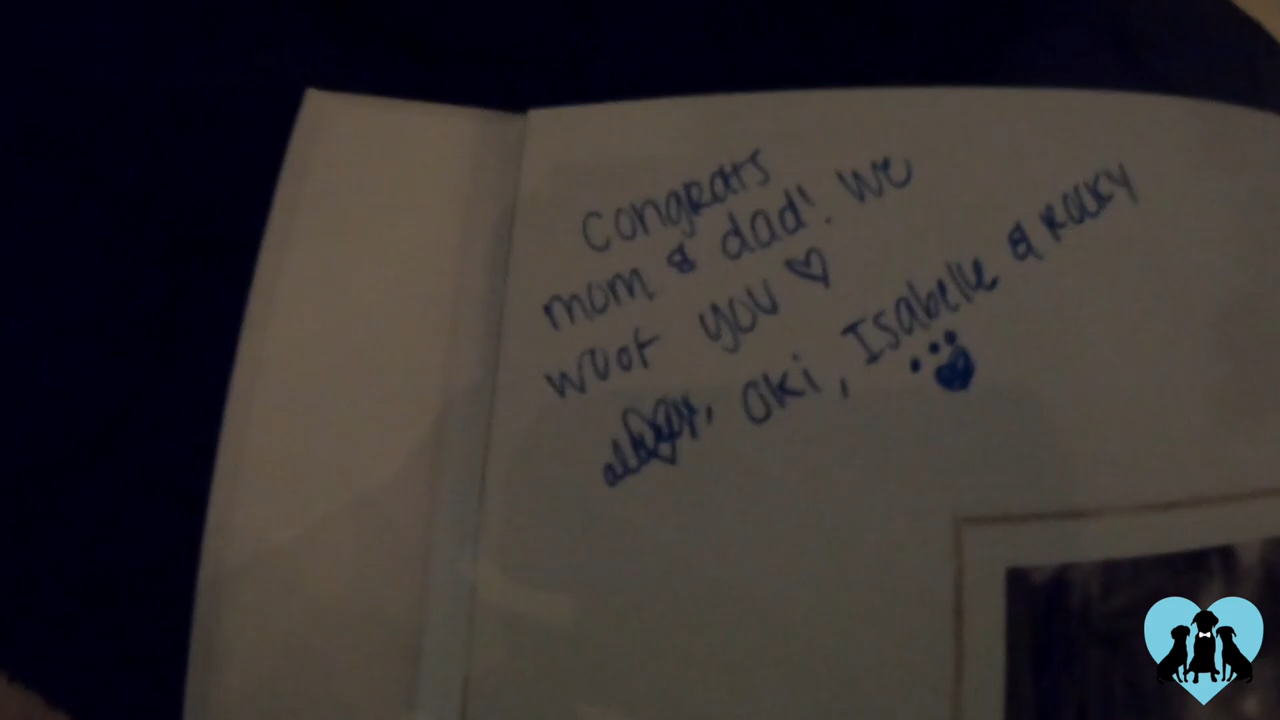 Congrats
mom & dad! We
woof you ♡
Oki, Isabelle & Rocky